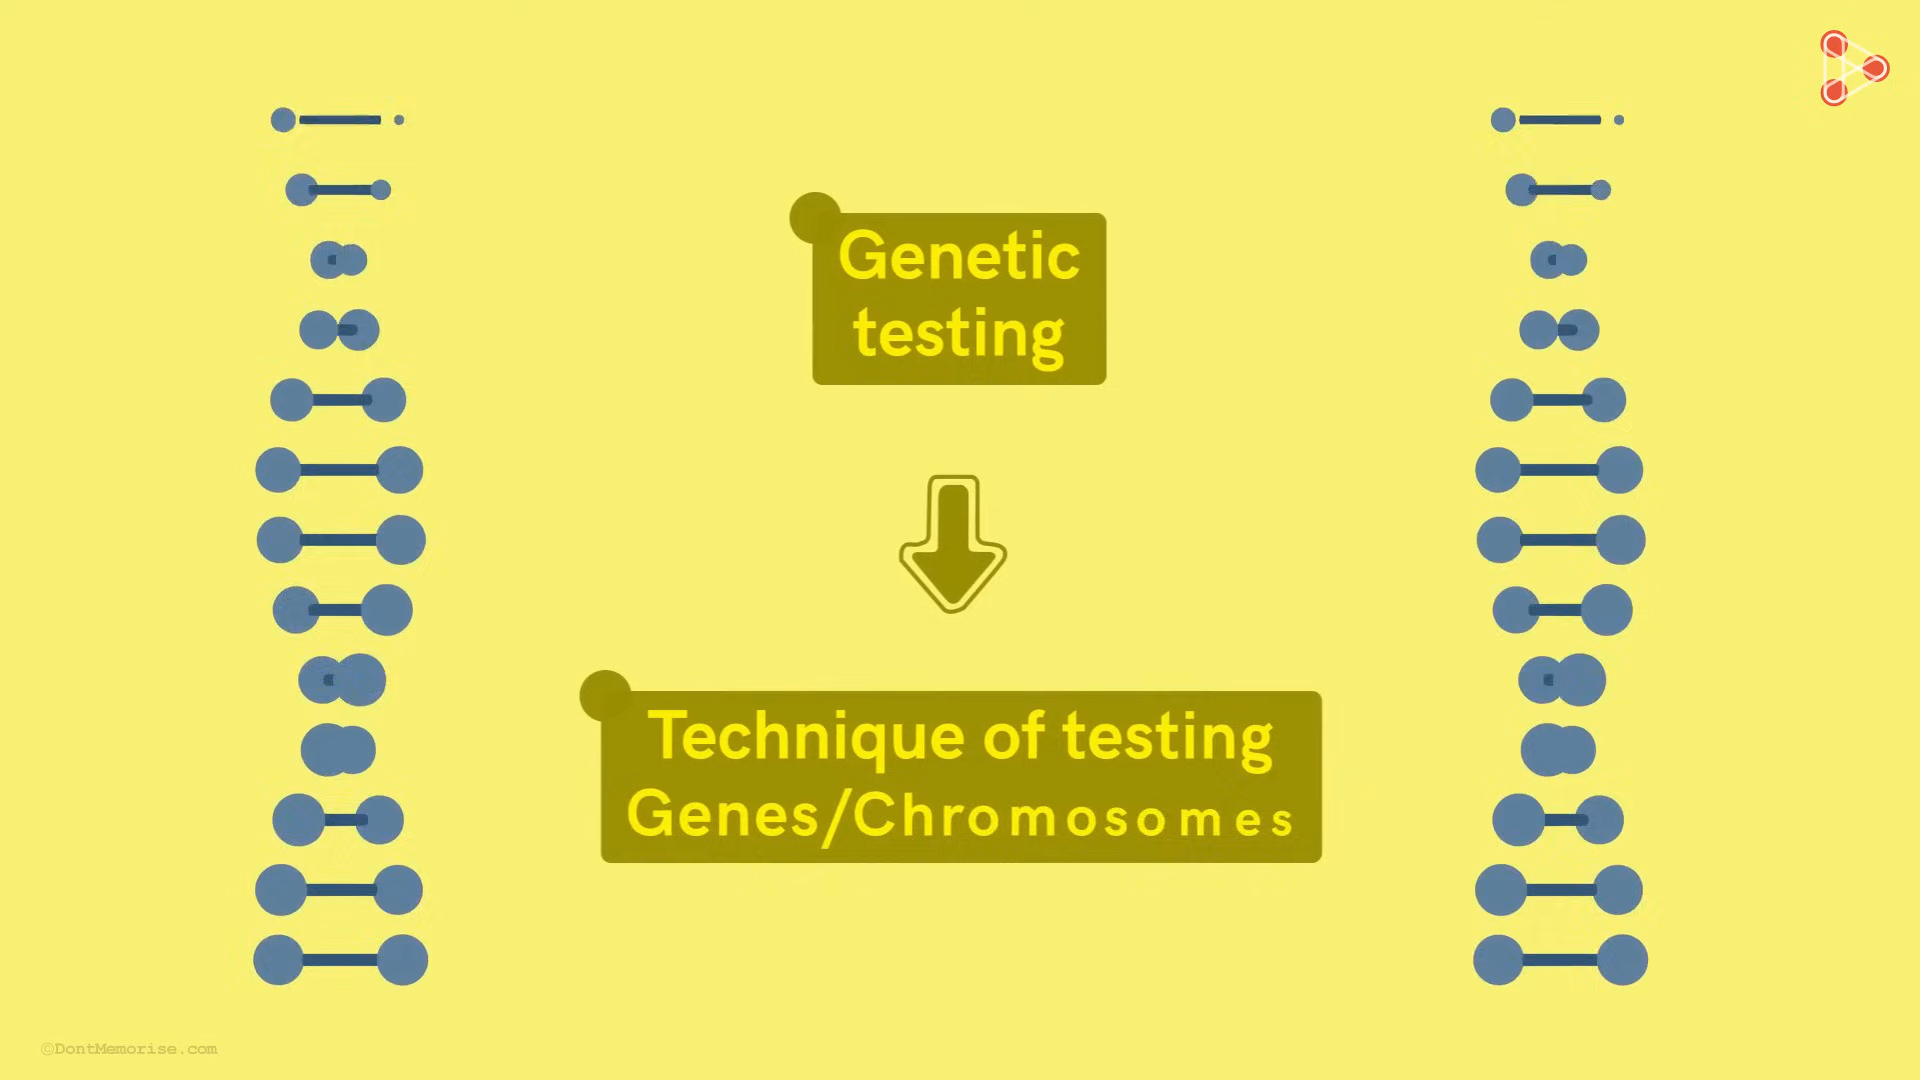 Genetic
testing
Technique of testing
Genes/Chromosomes
©DontMemorise.com